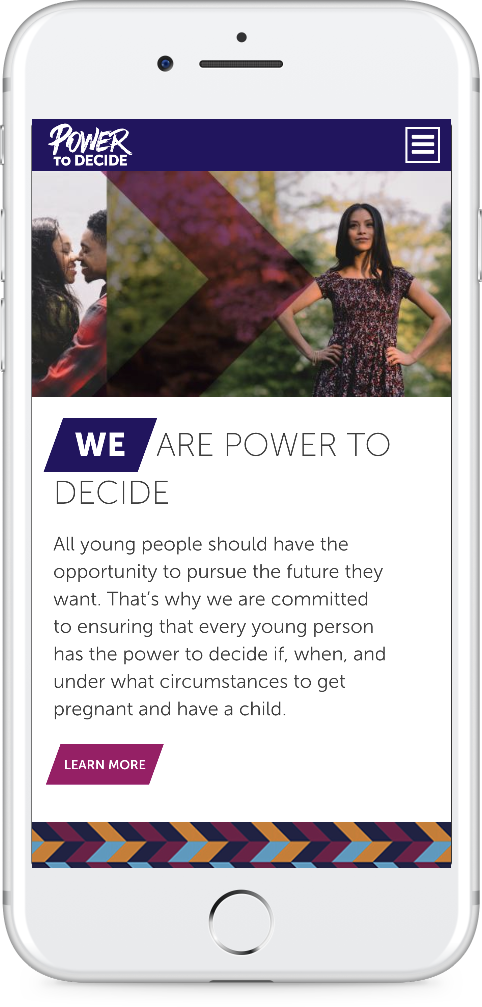 POWER
TO DECIDE
WE ARE POWER TO
DECIDE
All young people should have the
opportunity to pursue the future they
want. That's why we are committed
to ensuring that every young person
has the power to decide if, when, and
under what circumstances to get
pregnant and have a child.
LEARN MORE